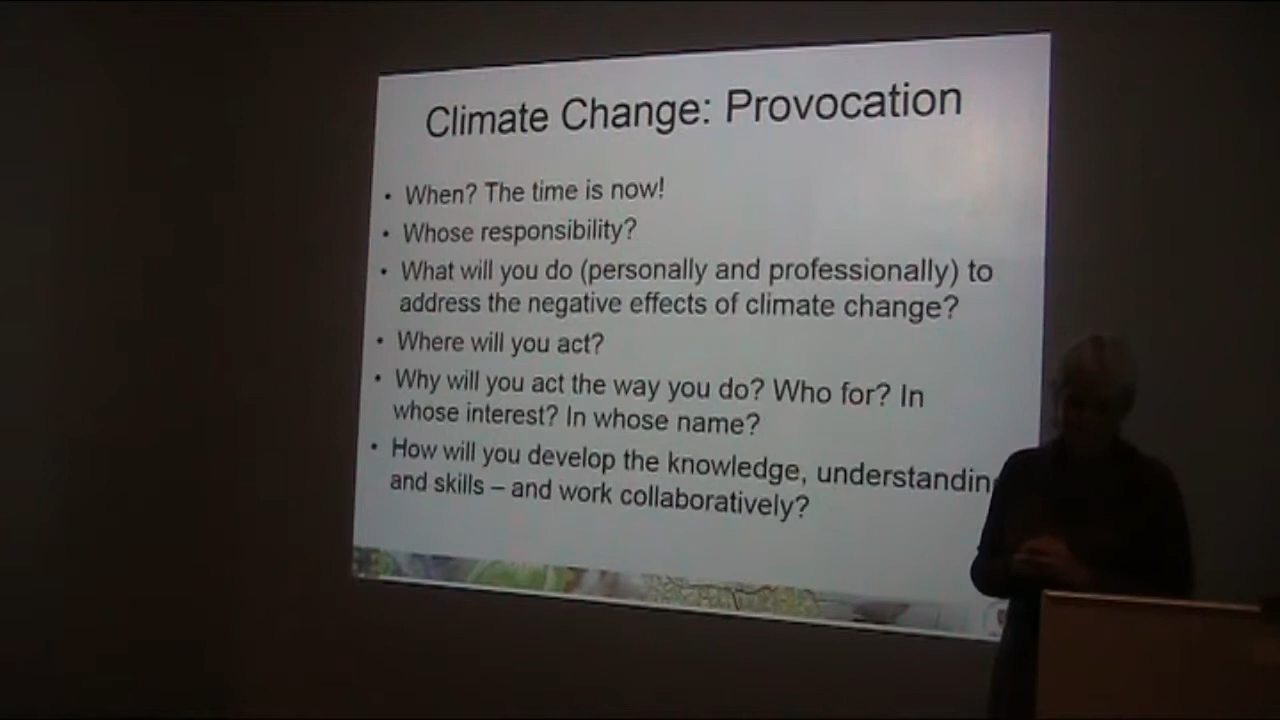 Climate Change: Provocation
• When? The time is now!
• Whose responsibility?
• What will you do (personally and professionally) to
address the negative effects of climate change?
• Where will you act?
• Why will you act the way you do? Who for? In
whose interest? In whose name?
• How will you develop the knowledge, understandin
and skills – and work collaboratively?